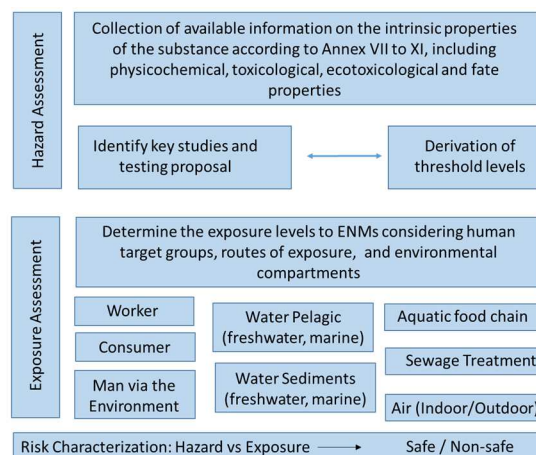 Hazard Assessment
Collection of available information on the intrinsic properties
of the substance according to Annex VII to XI, including
physicochemical, toxicological, ecotoxicological and fate
properties
Identify key studies and
testing proposal
Derivation of
threshold levels
Exposure Assessment
Determine the exposure levels to ENMs considering human
target groups, routes of exposure, and environmental
compartments
Worker
Consumer
Man via the
Environment
Water Pelagic
(freshwater, marine)
Water Sediments
(freshwater, marine)
Aquatic food chain
Sewage Treatment
Air (Indoor/Outdoor)
Risk Characterization: Hazard vs Exposure
Safe / Non-safe